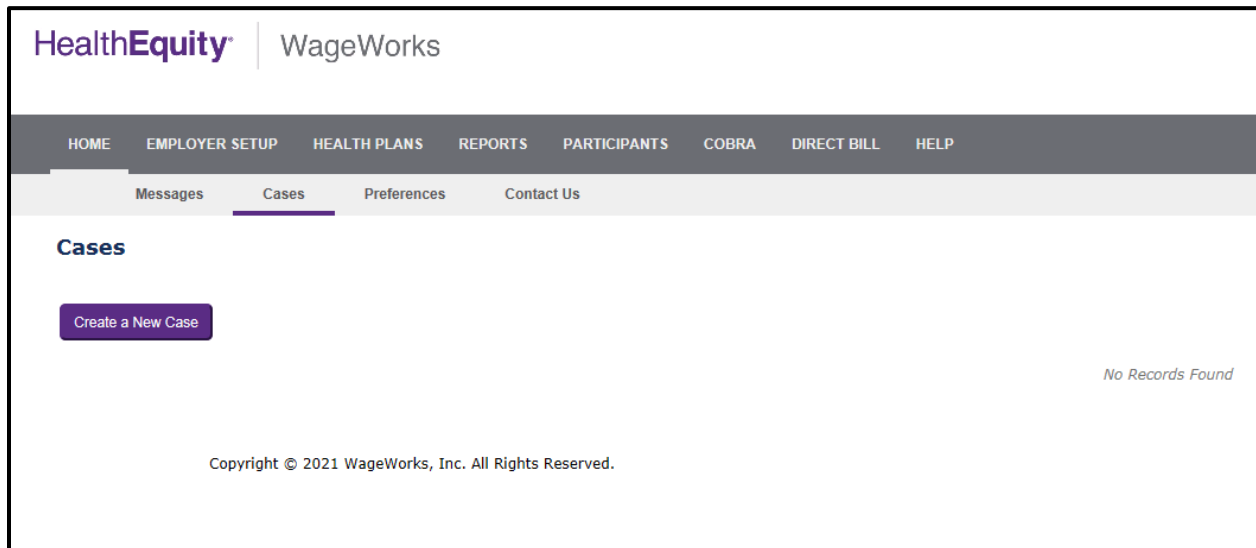 HealthEquity® WageWorks
HOME EMPLOYER SETUP HEALTH PLANS REPORTS PARTICIPANTS COBRA DIRECT BILL HELP
Messages Cases Preferences Contact Us
Cases
Create a New Case
No Records Found
Copyright © 2021 WageWorks, Inc. All Rights Reserved.